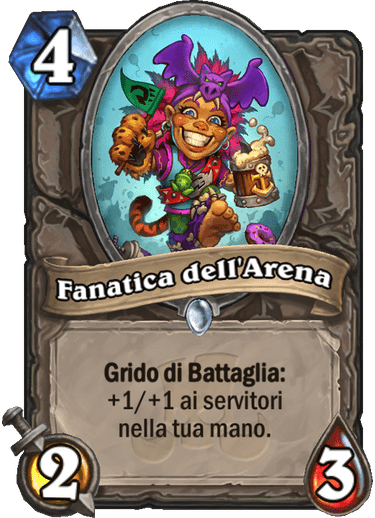 4
Fanatica dell'Arena
Grido di Battaglia:
+1/+1 ai servitori
nella tua mano.
2
3